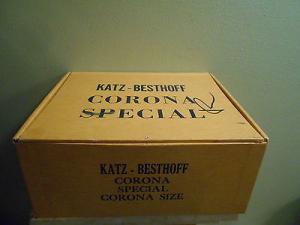 KATZ - BESTHOFF
CORONA
SPECIAL
KATZ - BESTHOFF
CORONA
SPECIAL
CORONA SIZE